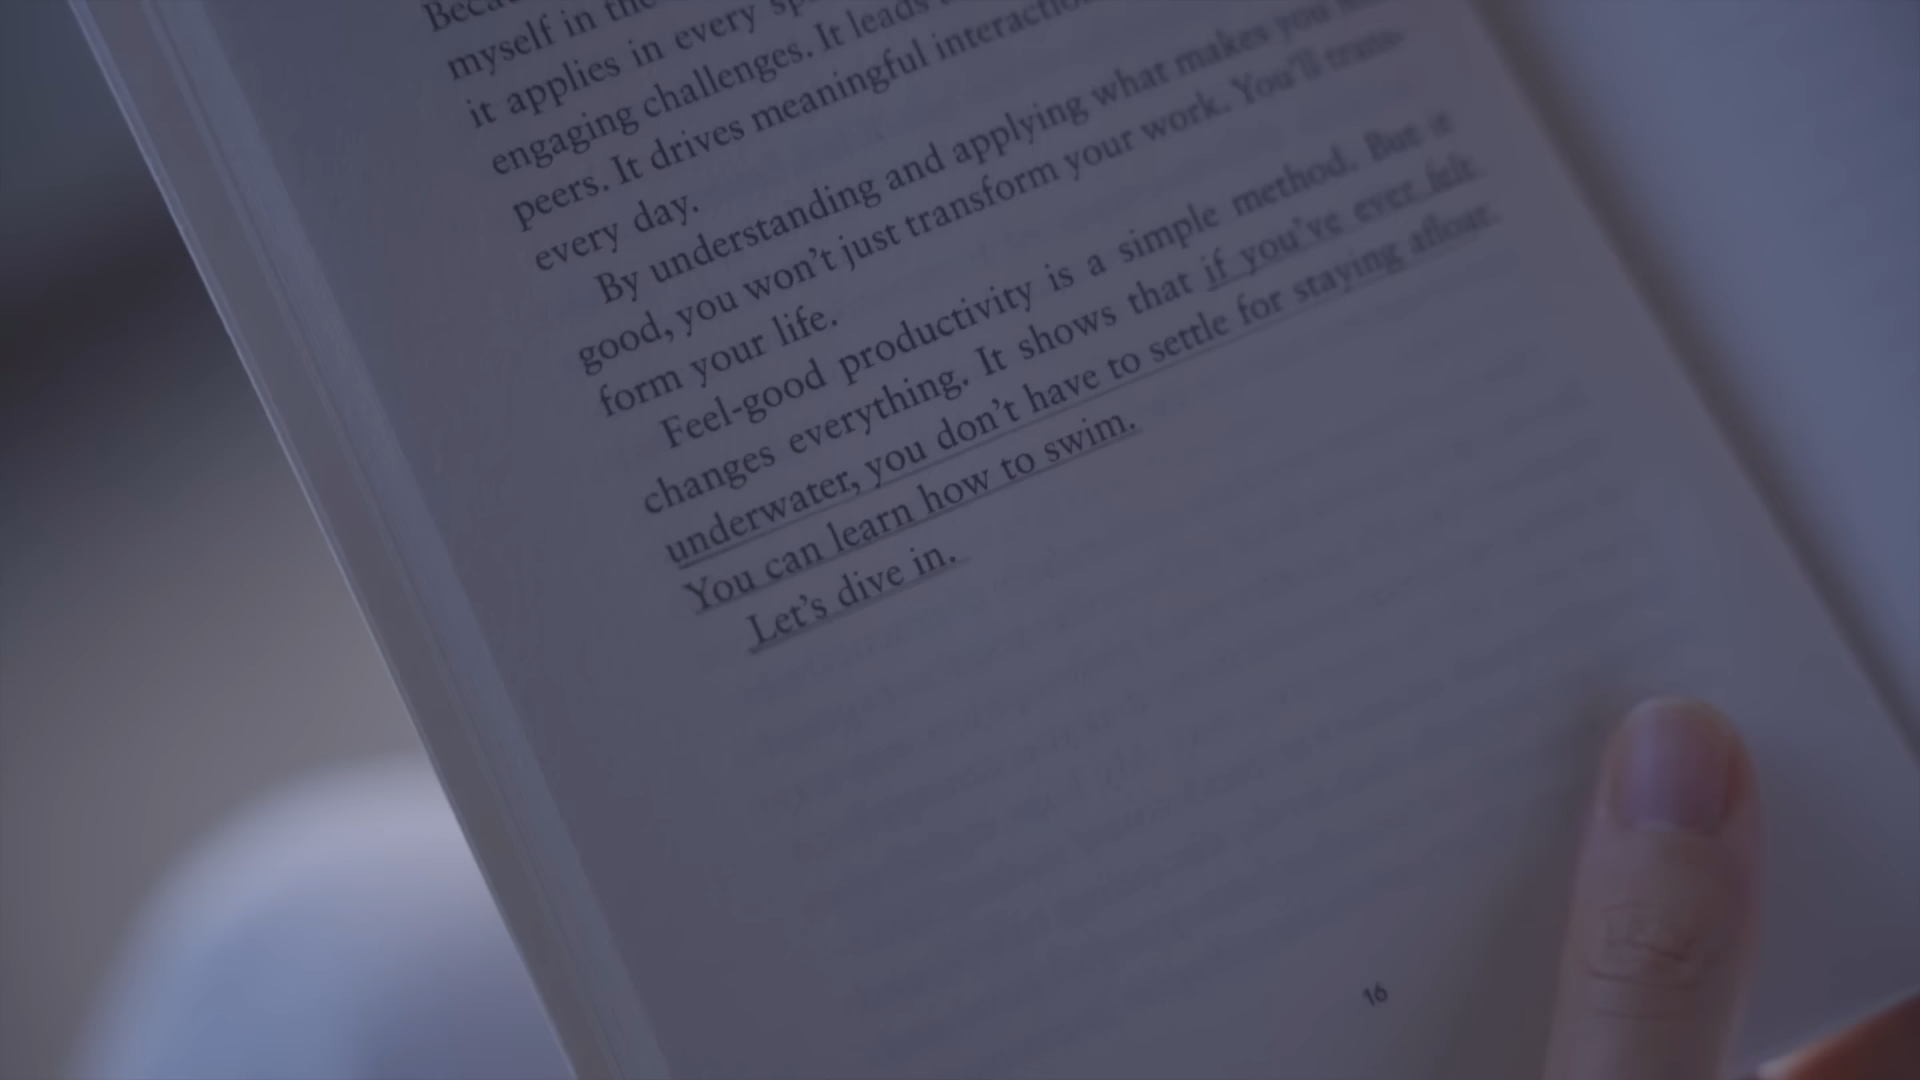 myself in the
it applies in every
engaging challenges. It leads
peers. It drives meaningful
every day.
By understanding and applying what makes you
good, you won't just transform your work. You'll trans-
form your life.
Feel-good productivity is a simple method. But it
changes everything. It shows that if you've ever felt
underwater, you don't have to settle for staying afloat.
You can learn how to swim.
Let's dive in.
16